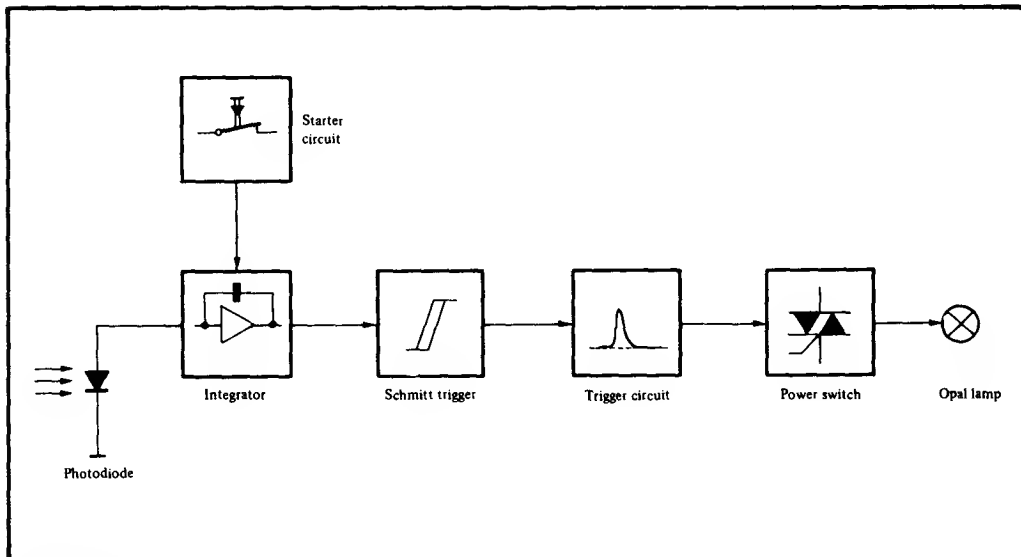 Starter
circuit
Integrator
Schmitt trigger
Trigger circuit
Power switch
Opal lamp
Photodiode